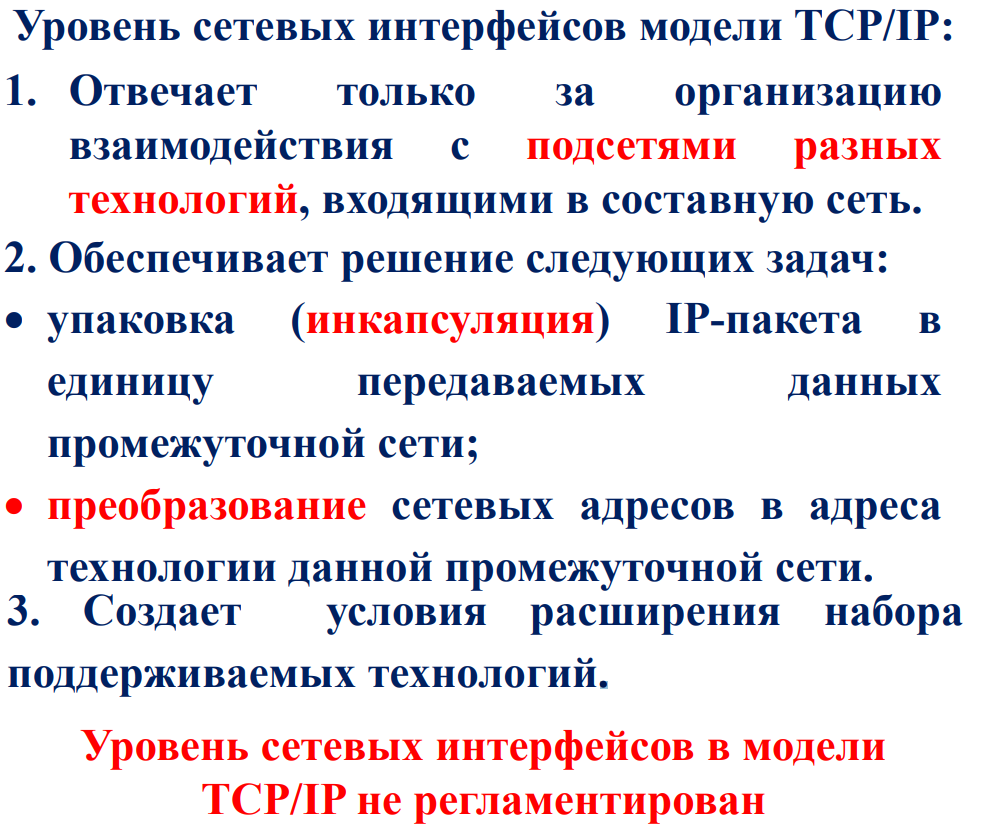 Уровень сетевых интерфейсов модели TCP/IP:
1. Отвечает только за организацию
взаимодействия с подсетями разных
технологий, входящими в составную сеть.
2. Обеспечивает решение следующих задач:
• упаковка (инкапсуляция) IP-пакета в
единицу передаваемых данных
промежуточной сети;
• преобразование сетевых адресов в адреса
технологии данной промежуточной сети.
3. Создает условия расширения набора
поддерживаемых технологий.
Уровень сетевых интерфейсов в модели
TCP/IP не регламентирован